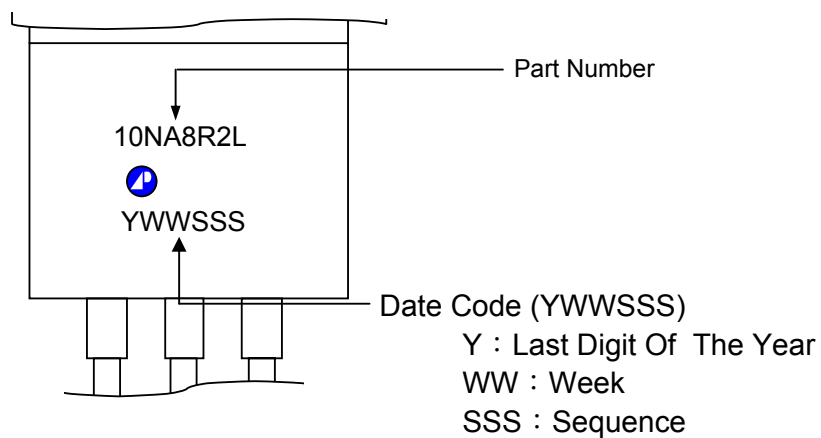 Part Number
10NA8R2L
YWWSSS
Date Code (YWWSSS)
Y：Last Digit Of The Year
WW：Week
SSS：Sequence